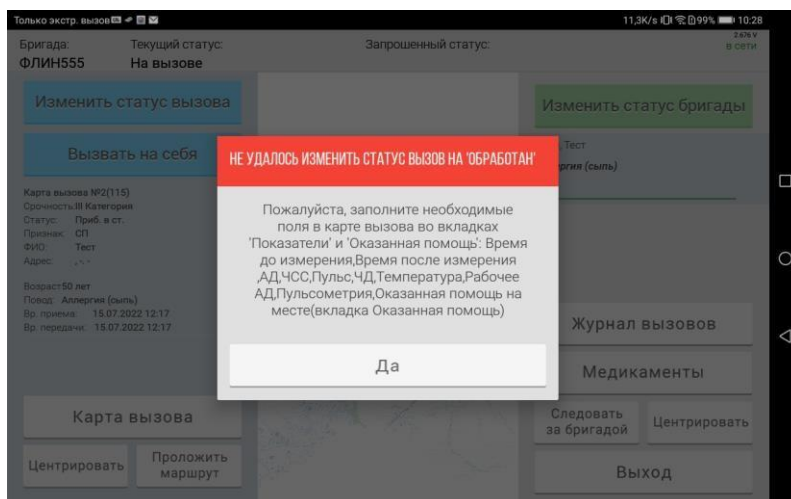 Только экстр. вызов
11,3K/s 99% 10:28
Бригада:
Текущий статус:
Запрошенный статус:
2.676 V
ФЛИН555
На вызове
в сети
Изменить статус вызова
Изменить статус бригады
Вызвать на себя
НЕ УДАЛОСЬ ИЗМЕНИТЬ СТАТУС ВЫЗОВ НА 'ОБРАБОТАН'
, Тест
ргия (сыпь)
Карта вызова №2(115)
Срочность III Категория
Статус: Приб. в ст.
Признак: СП
ФИО: Тест
Адрес: , - -
Возраст 50 лет
Повод: Аллергия (сыпь)
Вр. приема: 15.07.2022 12:17
Вр. передачи: 15.07.2022 12:17
Пожалуйста, заполните необходимые
поля в карте вызова во вкладках
'Показатели' и 'Оказанная помощь': Время
до измерения,Время после измерения
,АД,ЧСС,Пульс,ЧД,Температура,Рабочее
АД,Пульсометрия,Оказанная помощь на
месте(вкладка Оказанная помощь)
Да
Журнал вызовов
Медикаменты
Карта вызова
Следовать
за бригадой
Центрировать
Центрировать
Проложить
маршрут
Выход